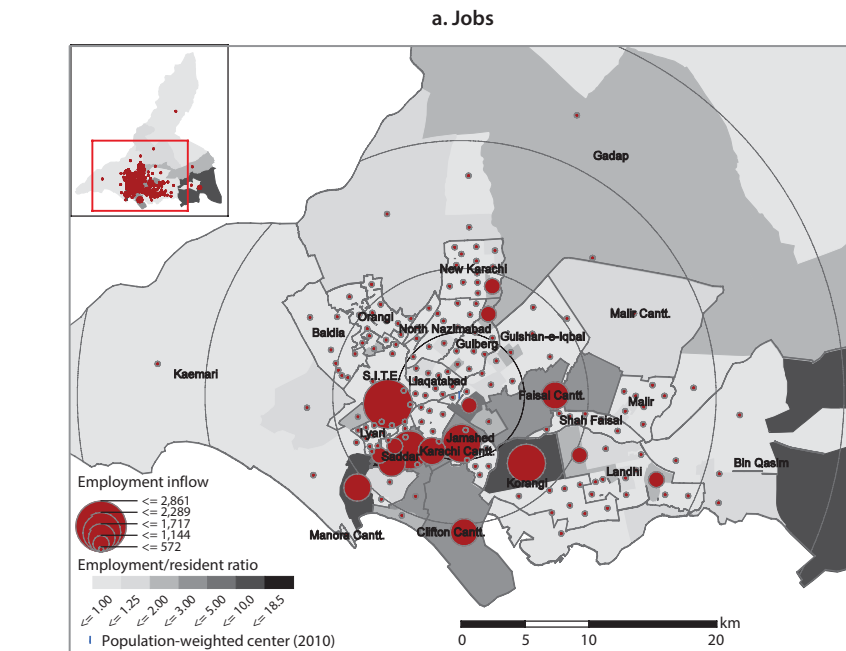 a. Jobs
Gadap
New Karachi
Malir Cantt.
Orangi
Baldia
North Nazimabad
Gulshan-e-Iqbal
Gulberg
Kaemari
S.I.T.E.
Liaqatabad
Faisal Cantt.
Malir
Shah Faisal
Lyari
Jamshed
Saddar
Karachi Cantt.
Landhi
Bin Qasim
Korangi
Manora Cantt.
Clifton Cantt.
Employment inflow
<= 2,861
<= 2,289
<= 1,717
<= 1,144
<= 572
Employment/resident ratio
<= 1.00
<= 1.25
<= 2.00
<= 3.00
<= 5.00
<= 10.0
<= 18.5
Population-weighted center (2010)
km
0 5 10 20